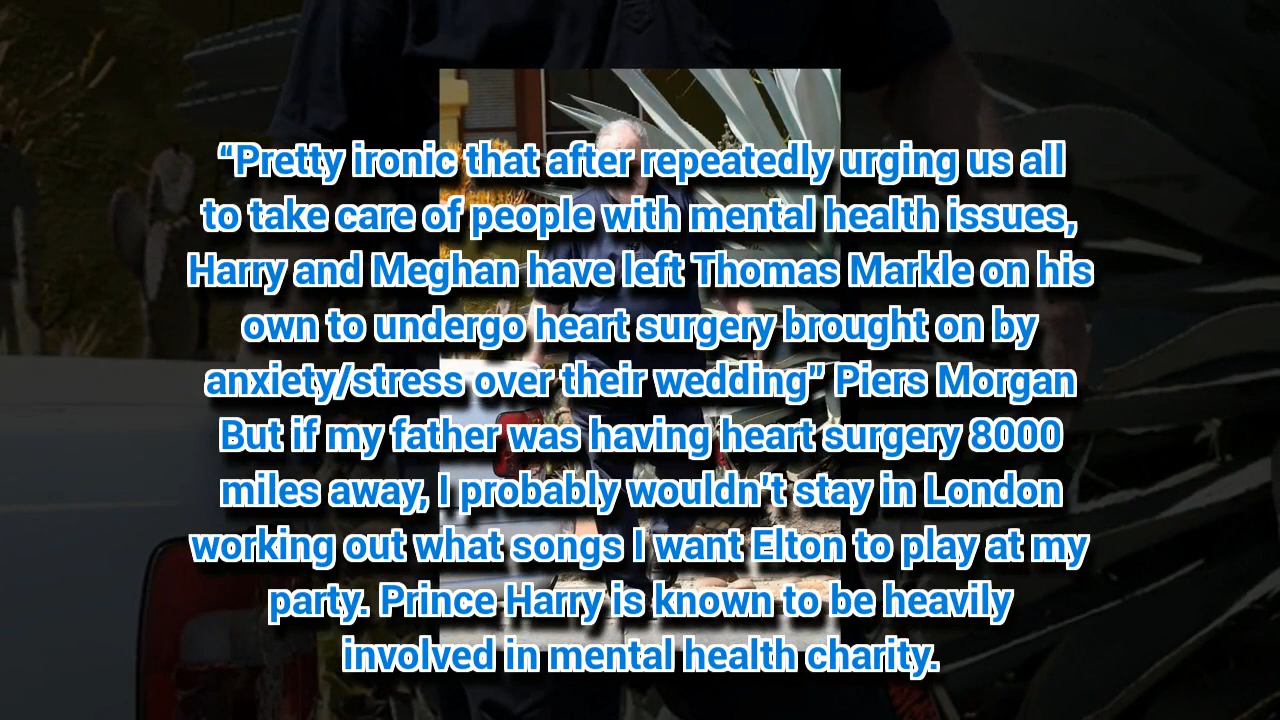 “Pretty ironic that after repeatedly urging us all
to take care of people with mental health issues,
Harry and Meghan have left Thomas Markle on his
own to undergo heart surgery brought on by
anxiety/stress over their wedding” Piers Morgan
But if my father was having heart surgery 8000
miles away, I probably wouldn't stay in London
working out what songs I want Elton to play at my
party. Prince Harry is known to be heavily
involved in mental health charity.